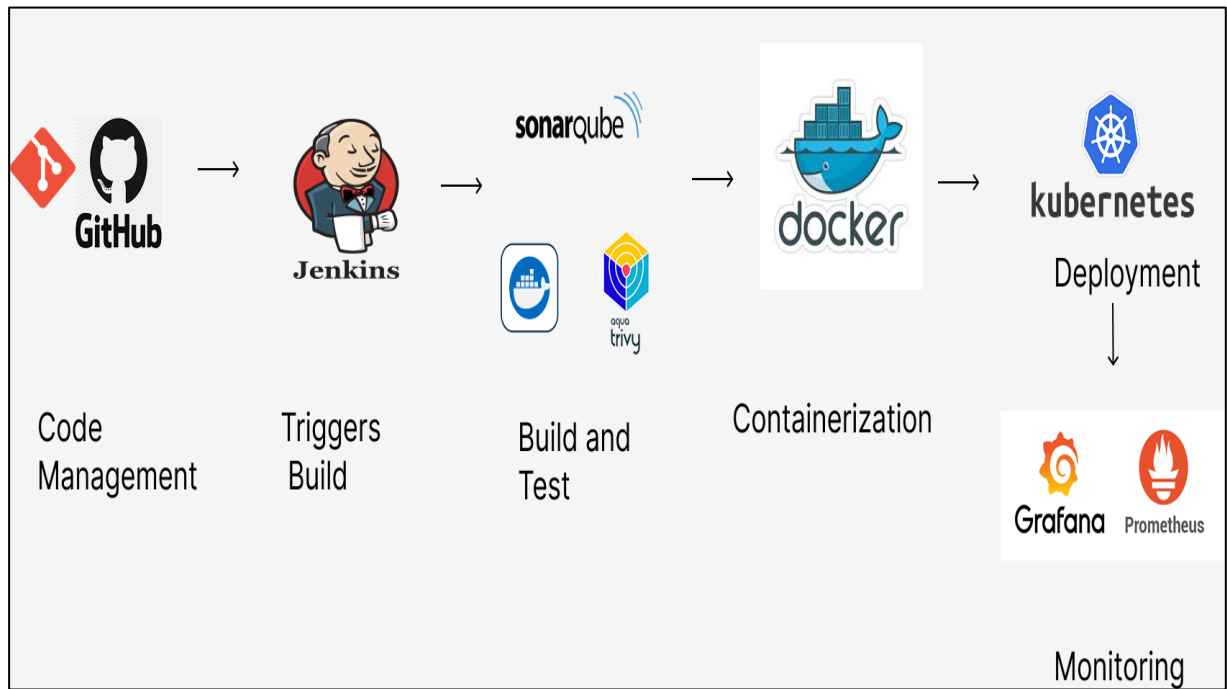 GitHub
Jenkins
sonarqube
aqua
trivy
docker
kubernetes
Deployment
Code
Management
Triggers
Build
Build and
Test
Containerization
Grafana
Prometheus
Monitoring